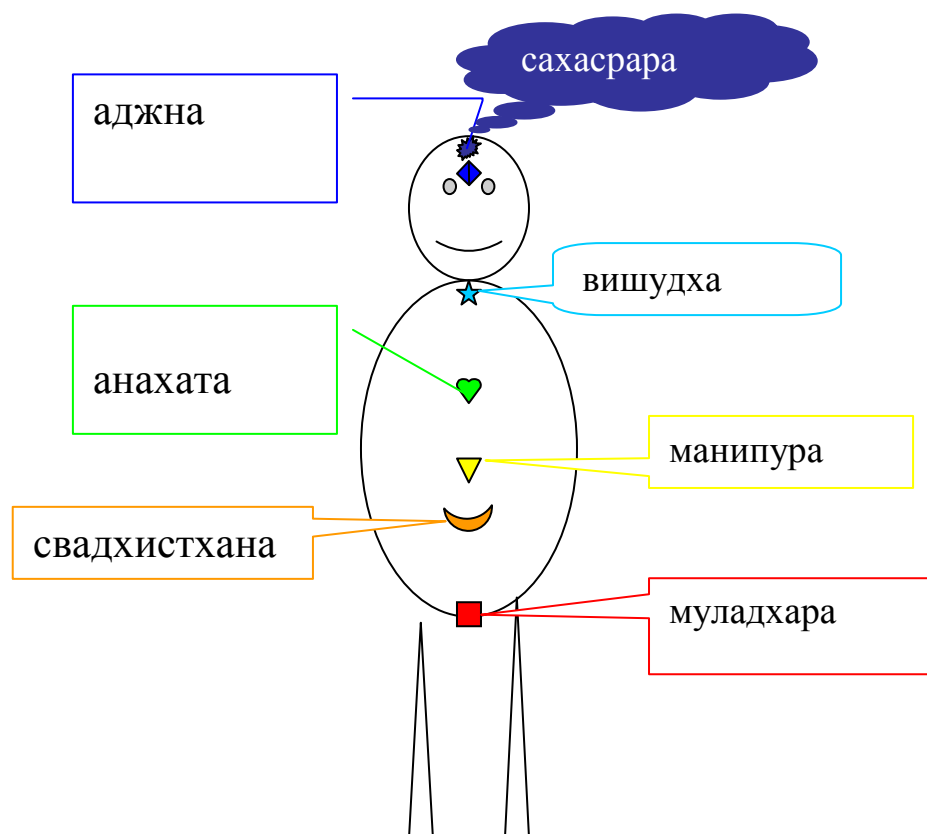 сахасрара
аджна
вишудха
анахата
манипура
свадхистхана
муладхара